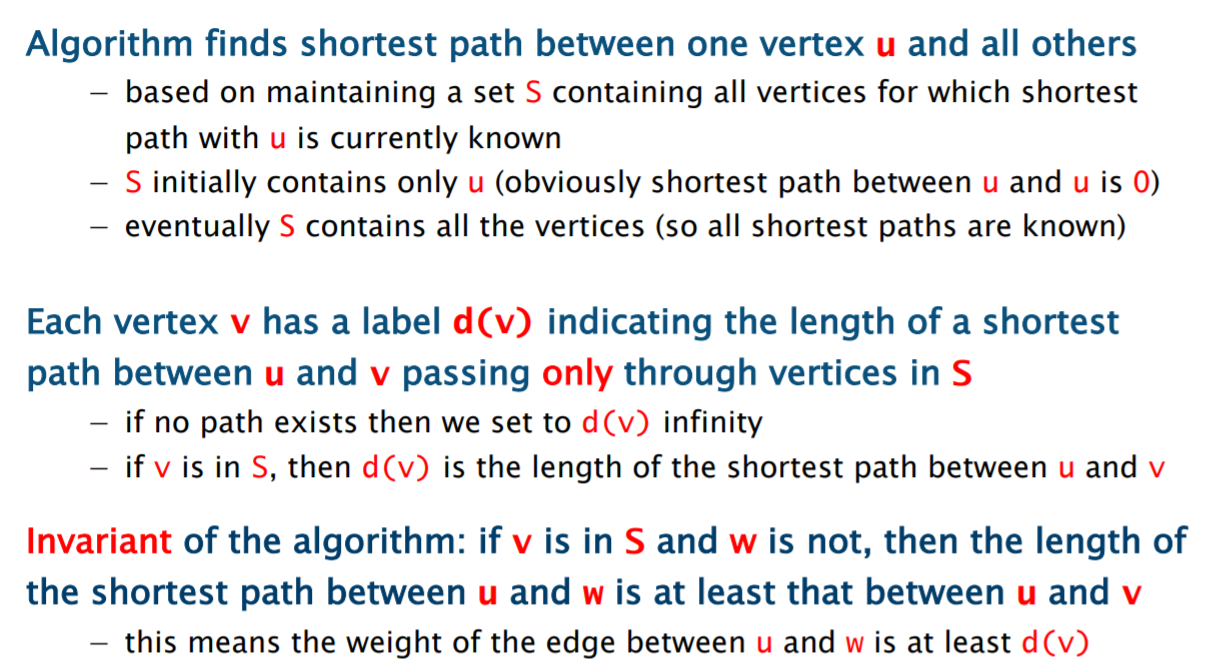 Algorithm finds shortest path between one vertex u and all others
– based on maintaining a set S containing all vertices for which shortest
path with u is currently known
– S initially contains only u (obviously shortest path between u and u is 0)
– eventually S contains all the vertices (so all shortest paths are known)
Each vertex v has a label d(v) indicating the length of a shortest
path between u and v passing only through vertices in S
– if no path exists then we set to d(v) infinity
– if v is in S, then d(v) is the length of the shortest path between u and v
Invariant of the algorithm: if v is in S and w is not, then the length of
the shortest path between u and w is at least that between u and v
– this means the weight of the edge between u and w is at least d(v)